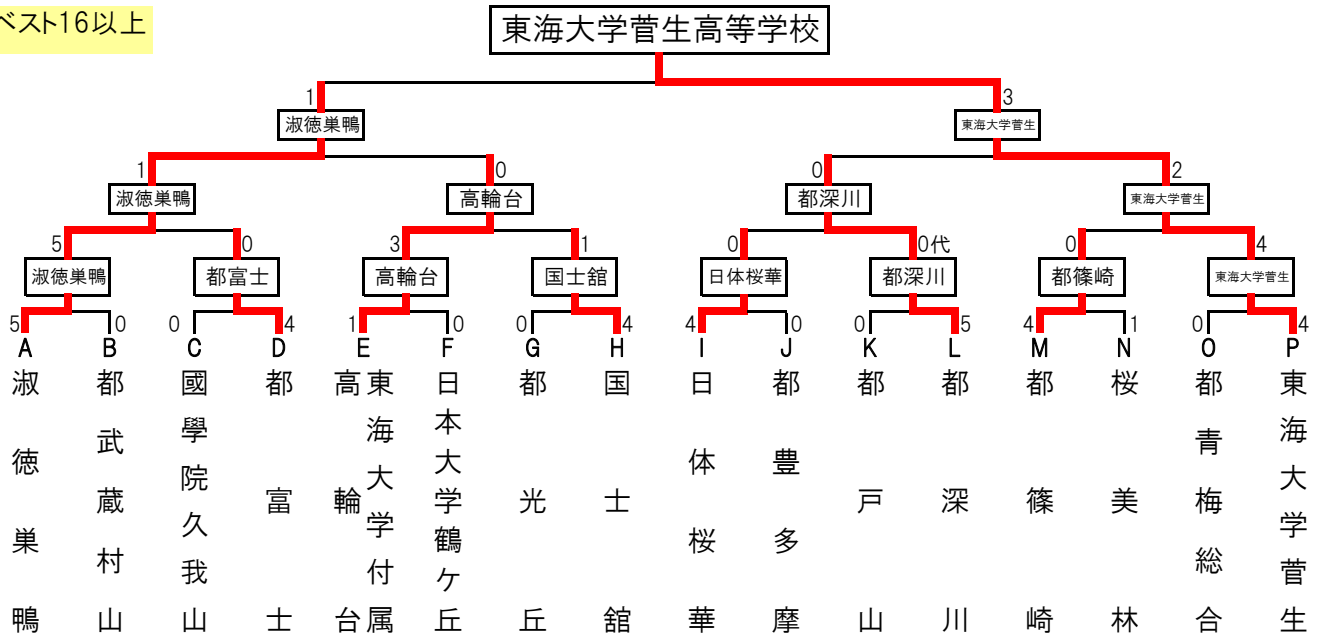 ベスト16以上
東海大学菅生高等学校
1 3
淑徳巣鴨 東海大学菅生
1 0 0 2
淑徳巣鴨 高輪台 都深川 東海大学菅生
5 0 3 1 0 0代 0 4
淑徳巣鴨 都富士 高輪台 国士舘 日体桜華 都深川 都篠崎 東海大学菅生
5 0 0 4 1 0 0 4 4 0 0 5 4 1 0 4
A B C D E F G H I J K L M N O P
淑徳巣鴨
都武蔵村山
國學院久我山
都富士
東海大学付属
高輪台
日本大学鶴ケ丘
都光丘
国士舘
日体桜華
都豊多摩
都戸山
都深川
都篠崎
桜美林
都青梅総合
東海大学菅生